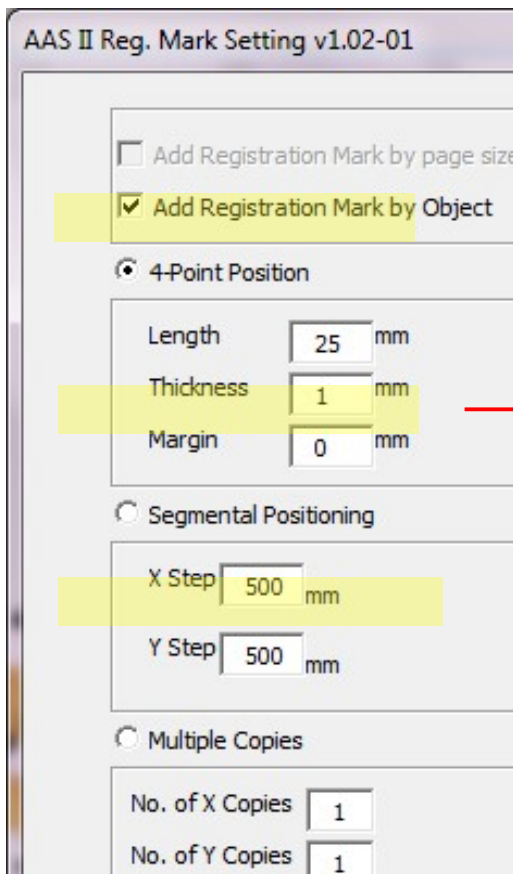 AAS II Reg. Mark Setting v1.02-01
Add Registration Mark by page size
Add Registration Mark by Object
4-Point Position
Length 25 mm
Thickness 1 mm
Margin 0 mm
Segmental Positioning
X Step 500 mm
Y Step 500 mm
Multiple Copies
No. of X Copies 1
No. of Y Copies 1